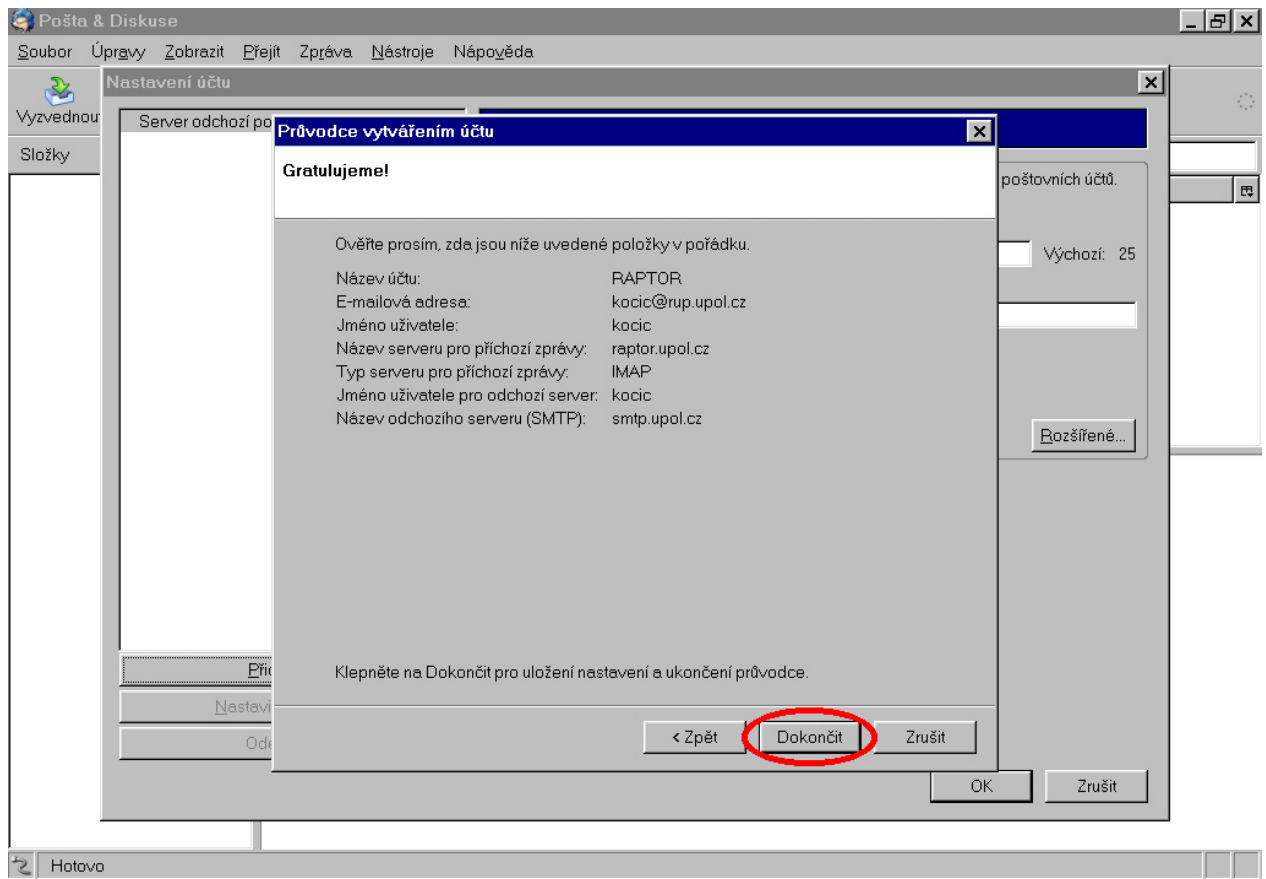 Pošta & Diskuse
Soubor Úpravy Zobrazit Přejít Zpráva Nástroje Nápověda
Nastavení účtu
Vyzvednou
Server odchozí po
Průvodce vytvářením účtu
Složky
Gratulujeme!
poštovních účtů.
Ověřte prosím, zda jsou níže uvedené položky v pořádku.
Výchozí: 25
Název účtu: RAPTOR
E-mailová adresa: kocic@rup.upol.cz
Jméno uživatele: kocic
Název serveru pro příchozí zprávy: raptor.upol.cz
Typ serveru pro příchozí zprávy: IMAP
Jméno uživatele pro odchozí server: kocic
Název odchozího serveru (SMTP): smtp.upol.cz
Rozšířené...
Klepněte na Dokončit pro uložení nastavení a ukončení průvodce.
Přid
Nastavi
Ode
< Zpět Dokončit Zrušit
OK Zrušit
Hotovo